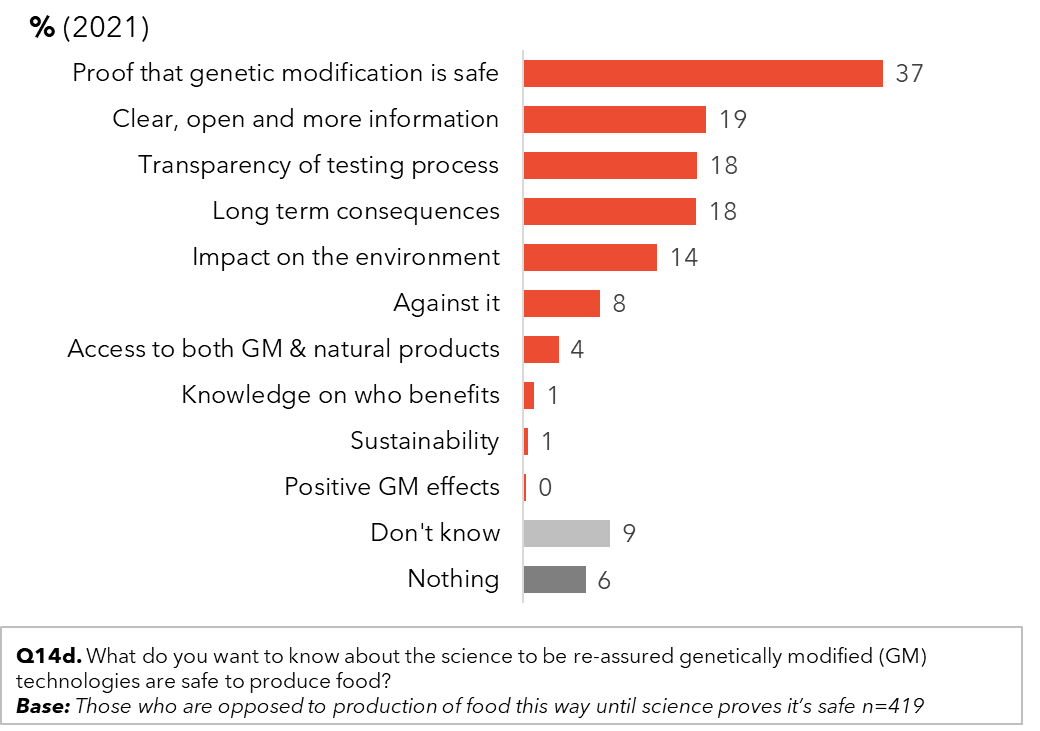 % (2021)
Proof that genetic modification is safe 37
Clear, open and more information 19
Transparency of testing process 18
Long term consequences 18
Impact on the environment 14
Against it 8
Access to both GM & natural products 4
Knowledge on who benefits 1
Sustainability 1
Positive GM effects 0
Don't know 9
Nothing 6
Q14d. What do you want to know about the science to be re-assured genetically modified (GM)
technologies are safe to produce food?
Base: Those who are opposed to production of food this way until science proves it’s safe n=419